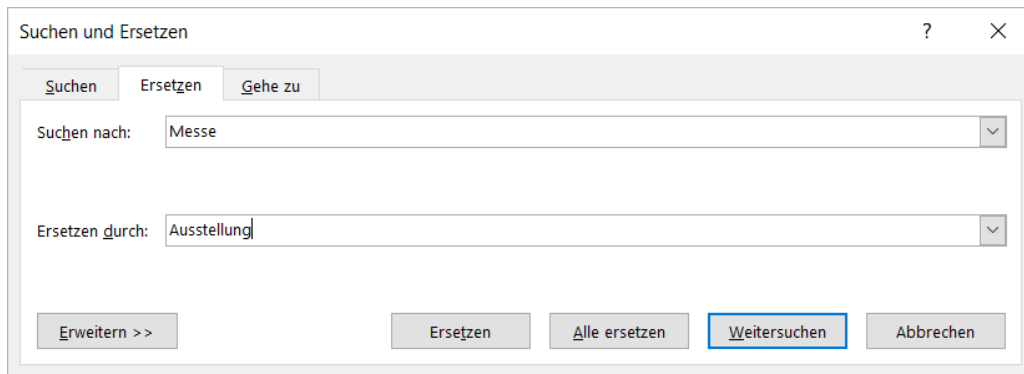 Suchen und Ersetzen ?
Suchen Ersetzen Gehe zu
Suchen nach: Messe
Ersetzen durch: Ausstellung
Erweitern >> Ersetzen Alle ersetzen Weitersuchen Abbrechen